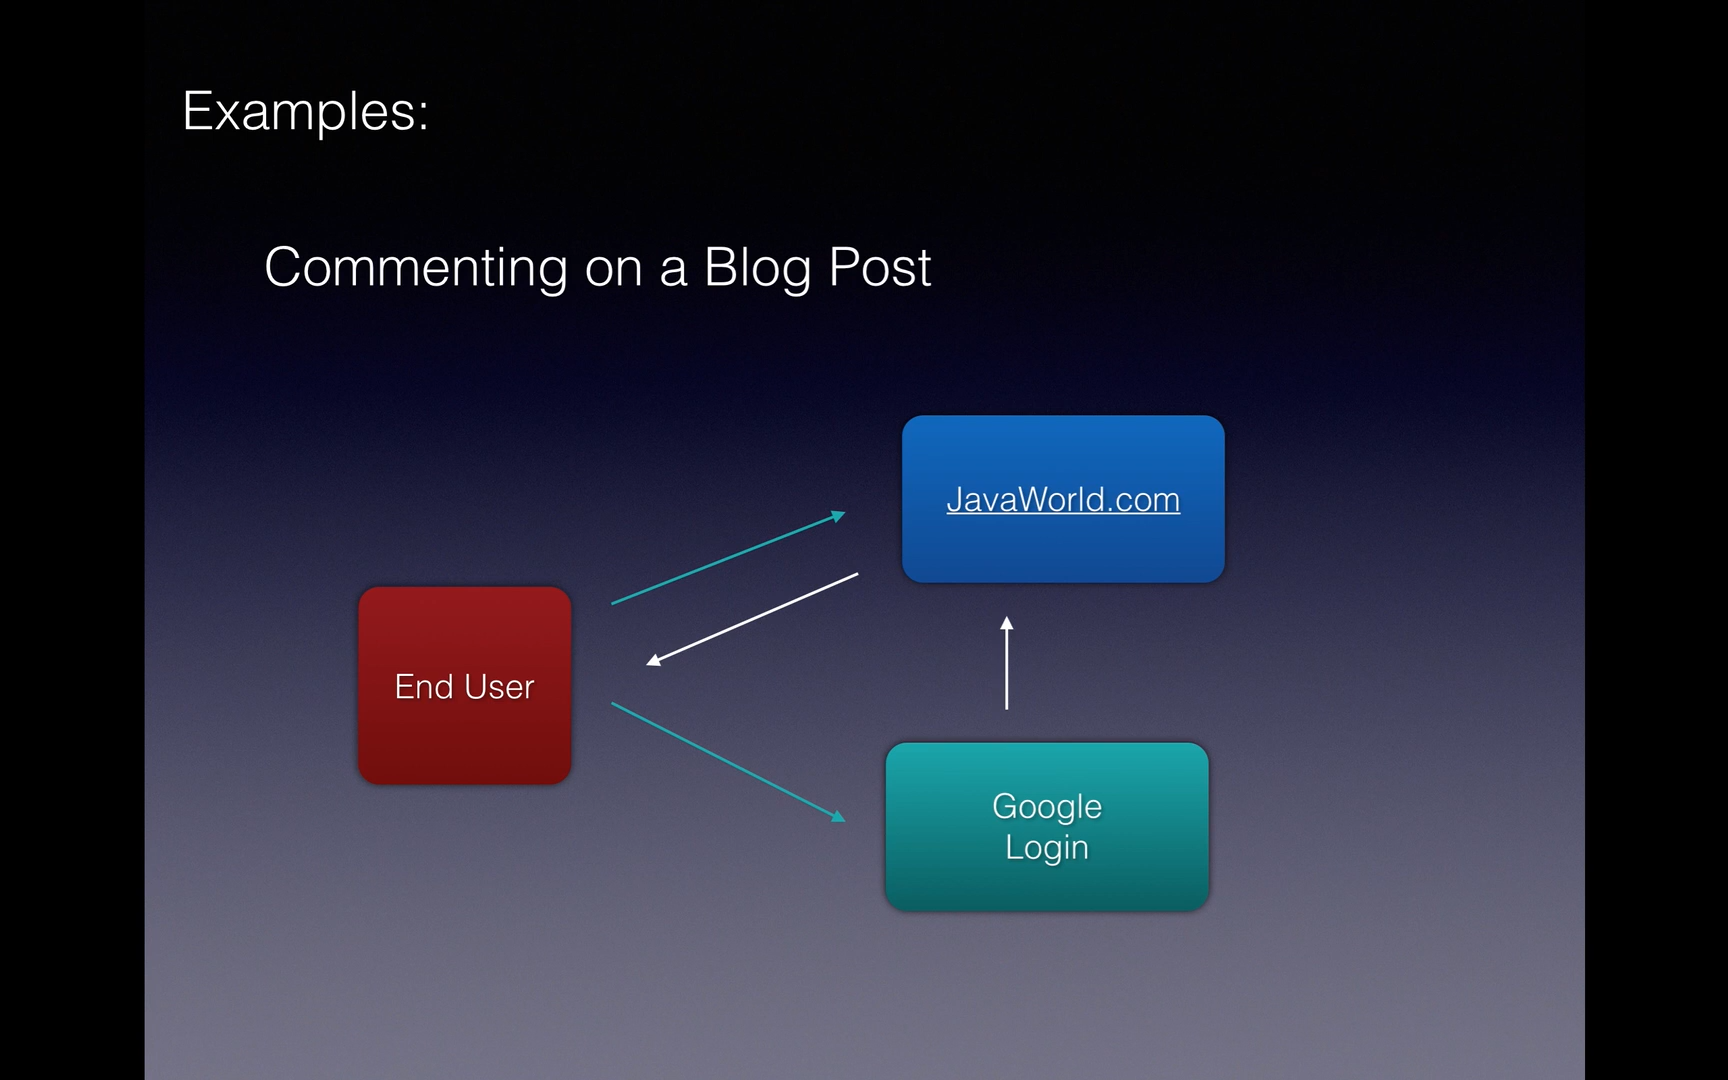 Examples:
Commenting on a Blog Post
JavaWorld.com
End User
Google
Login